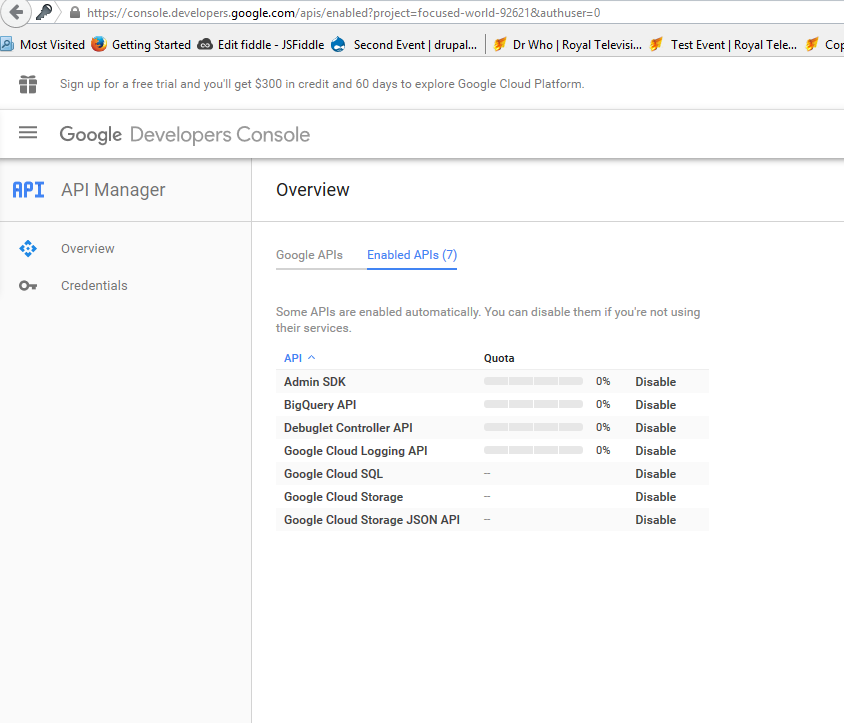 https://console.developers.google.com/apis/enabled?project=focused-world-92621&authuser=0
Most Visited Getting Started Edit fiddle - JSFiddle Second Event | drupal... Dr Who | Royal Televisi... Test Event | Royal Tele... Cop
Sign up for a free trial and you'll get $300 in credit and 60 days to explore Google Cloud Platform.
Google Developers Console
API API Manager
Overview
Overview
Credentials
Google APIs Enabled APIs (7)
Some APIs are enabled automatically. You can disable them if you're not using
their services.
API Quota
Admin SDK 0% Disable
BigQuery API 0% Disable
Debuglet Controller API 0% Disable
Google Cloud Logging API 0% Disable
Google Cloud SQL -- Disable
Google Cloud Storage -- Disable
Google Cloud Storage JSON API -- Disable